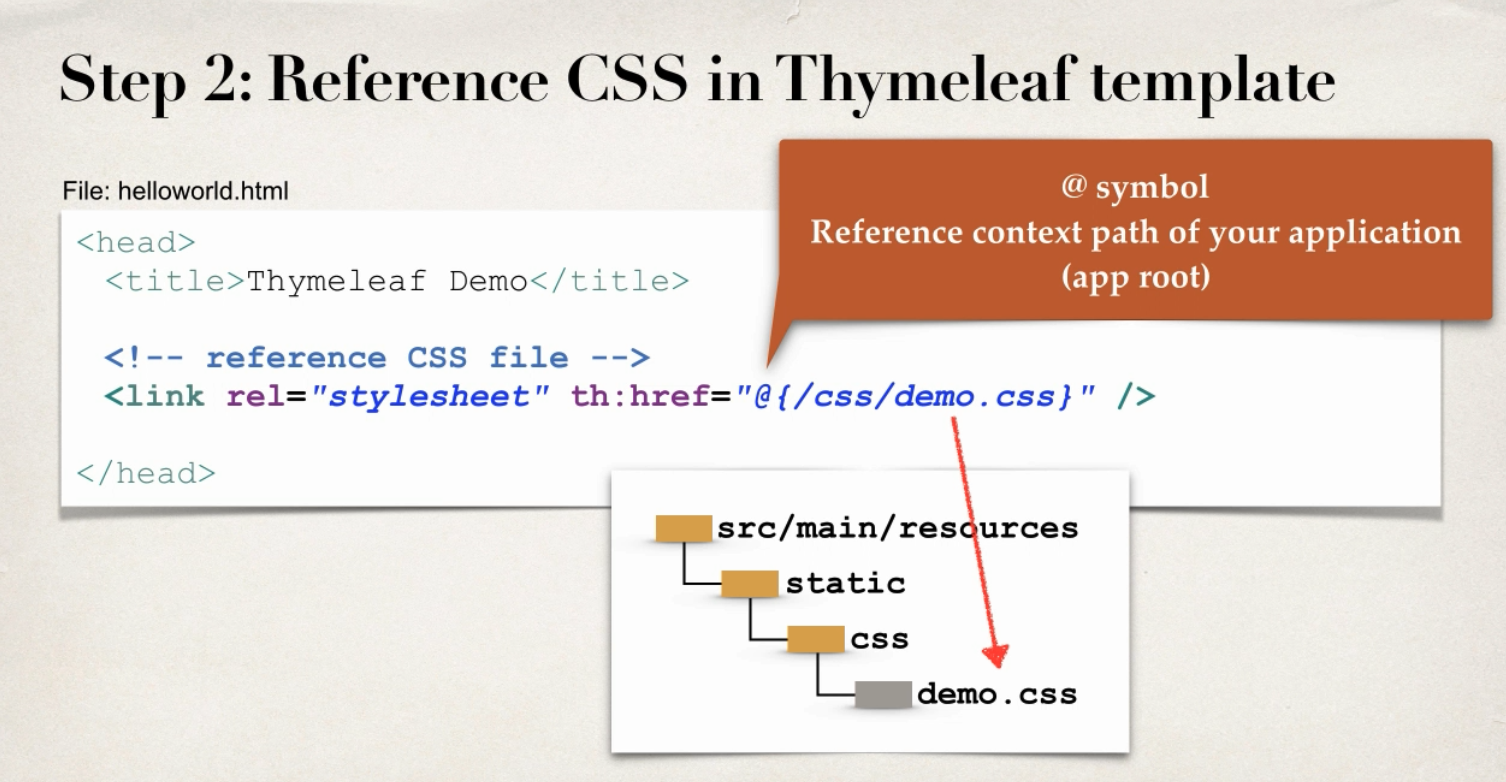 Step 2: Reference CSS in Thymeleaf template
File: helloworld.html
@ symbol
Reference context path of your application
(app root)
<head>
<title>Thymeleaf Demo</title>
<!-- reference CSS file -->
<link rel="stylesheet" th:href="@{/css/demo.css}" />
</head>
src/main/resources
static
css
demo.css